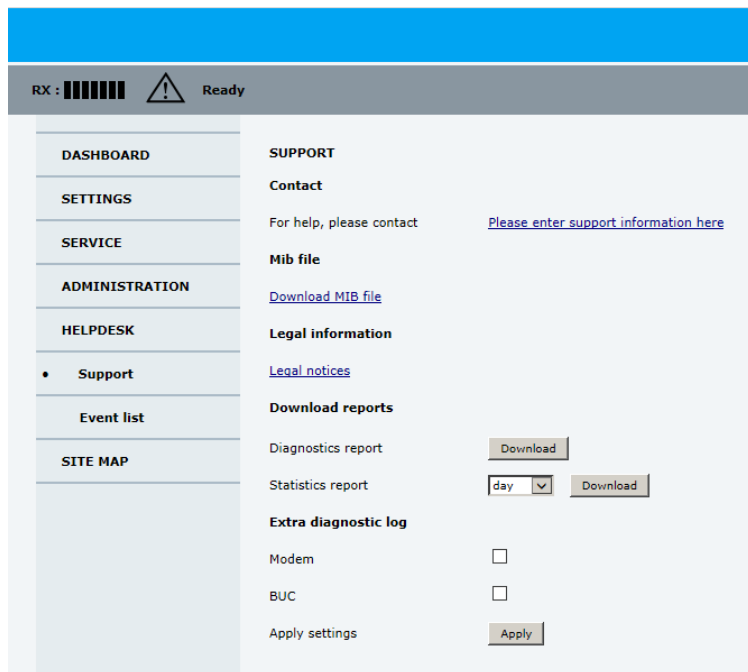 RX : Ready
DASHBOARD
SETTINGS
SERVICE
ADMINISTRATION
HELPDESK
• Support
Event list
SITE MAP
SUPPORT
Contact
For help, please contact Please enter support information here
Mib file
Download MIB file
Legal information
Legal notices
Download reports
Diagnostics report Download
Statistics report day Download
Extra diagnostic log
Modem
BUC
Apply settings Apply